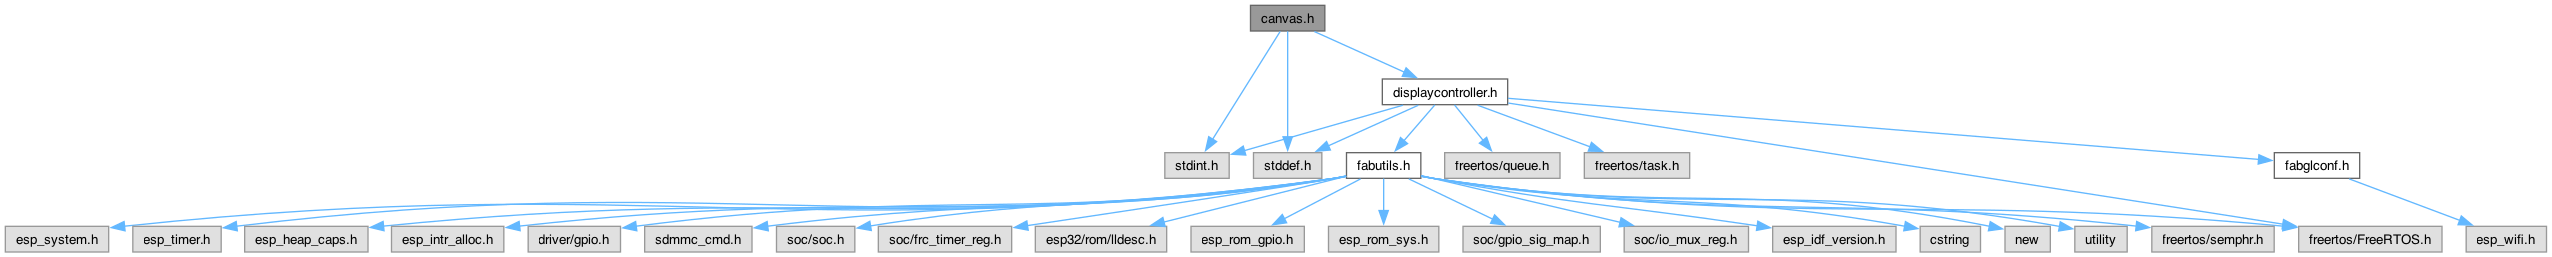 canvas.h
displaycontroller.h
stdint.h
stddef.h
fabutils.h
freertos/queue.h
freertos/task.h
fabglconf.h
esp_system.h
esp_timer.h
esp_heap_caps.h
esp_intr_alloc.h
driver/gpio.h
sdmmc_cmd.h
soc/soc.h
soc/frc_timer_reg.h
esp32/rom/lldesc.h
esp_rom_gpio.h
esp_rom_sys.h
soc/gpio_sig_map.h
soc/io_mux_reg.h
esp_idf_version.h
cstring
new
utility
freertos/semphr.h
freertos/FreeRTOS.h
esp_wifi.h